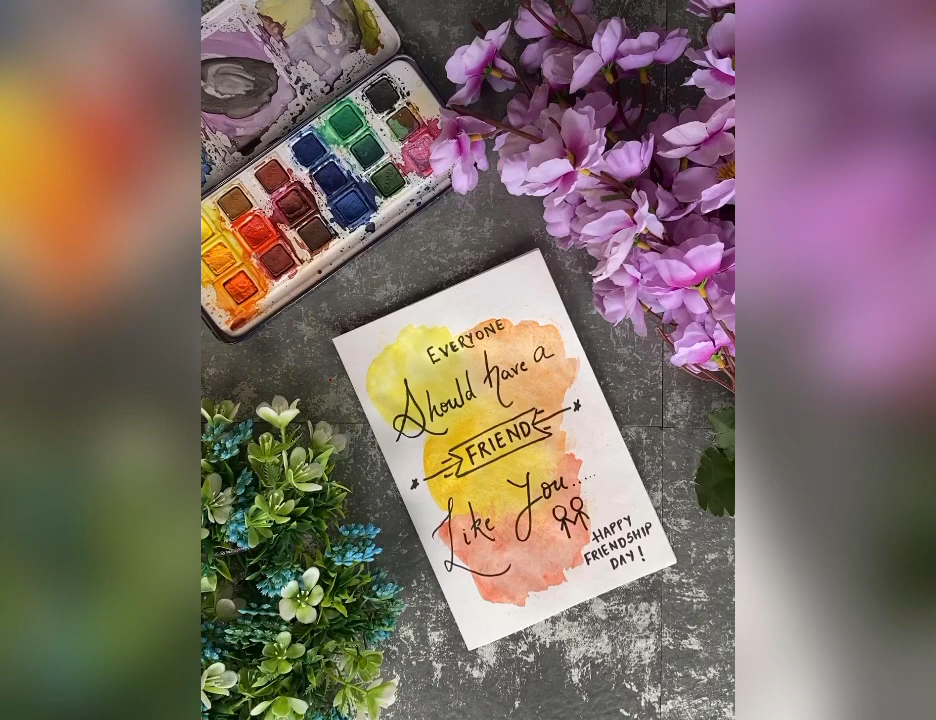 EVERYONE
Should have a
FRIEND
Like You.....
HAPPY
FRIENDSHIP
DAY!